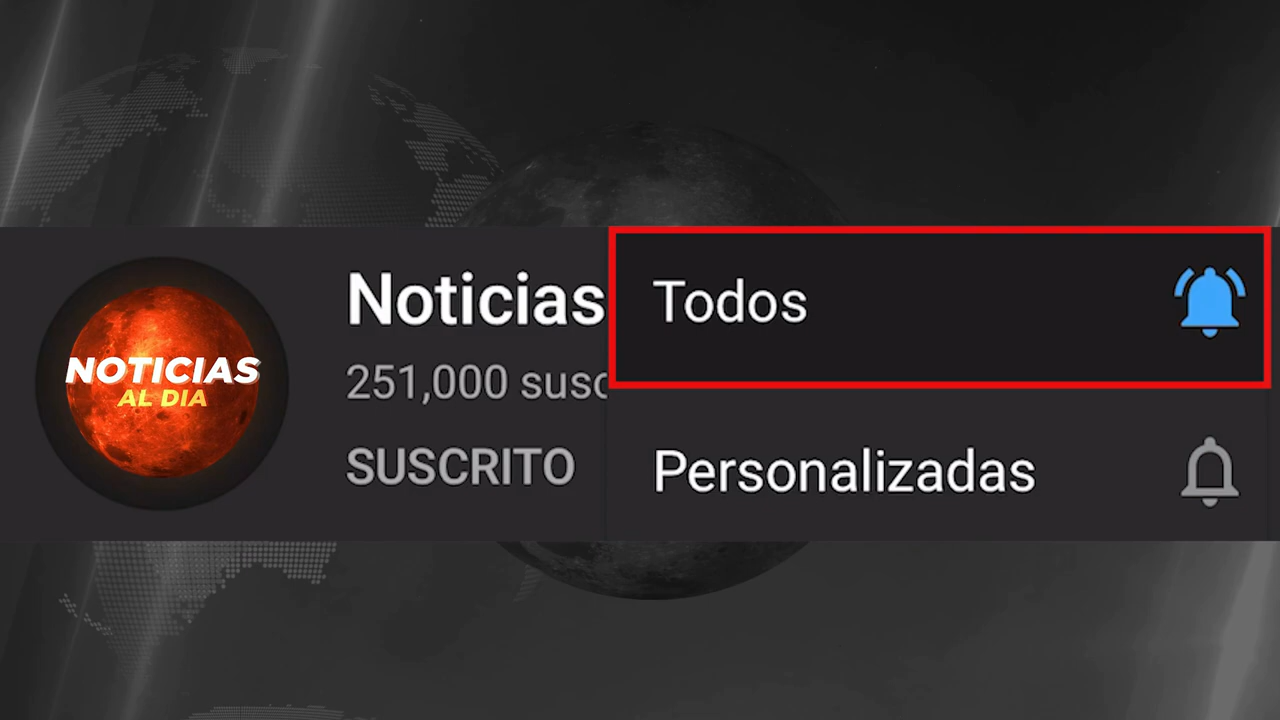 NOTICIAS
AL DIA
Noticias
251,000 susc
SUSCRITO
Todos
Personalizadas